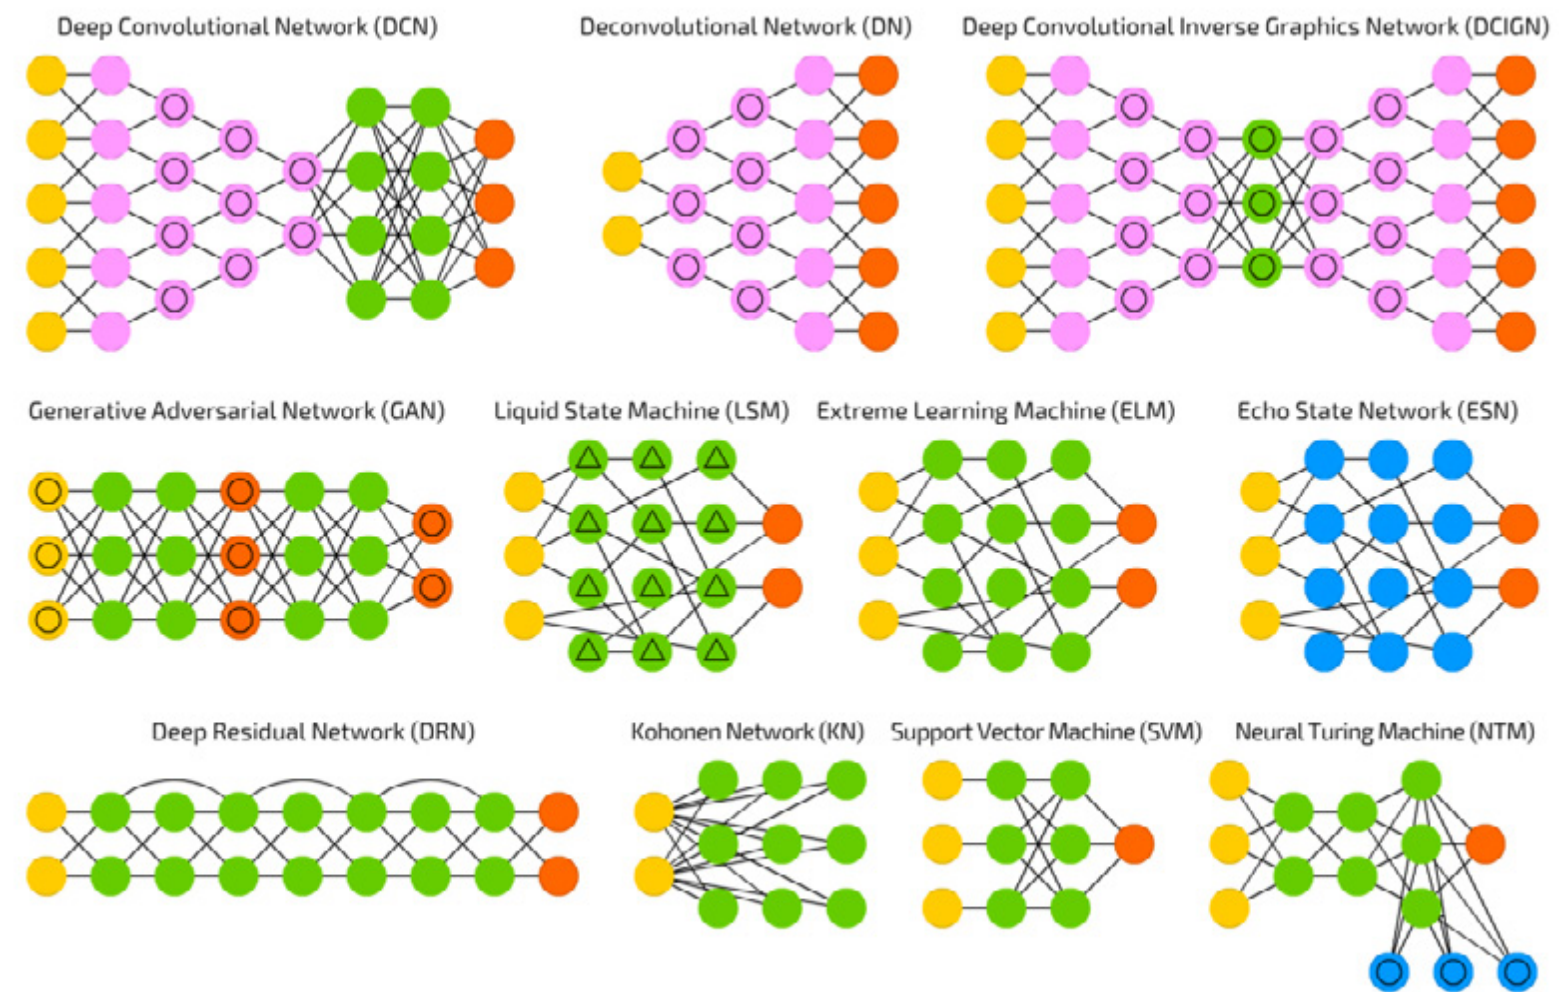 Deep Convolutional Network (DCN)
Deconvolutional Network (DN)
Deep Convolutional Inverse Graphics Network (DCIGN)
Generative Adversarial Network (GAN)
Liquid State Machine (LSM)
Extreme Learning Machine (ELM)
Echo State Network (ESN)
Deep Residual Network (DRN)
Kohonen Network (KN)
Support Vector Machine (SVM)
Neural Turing Machine (NTM)